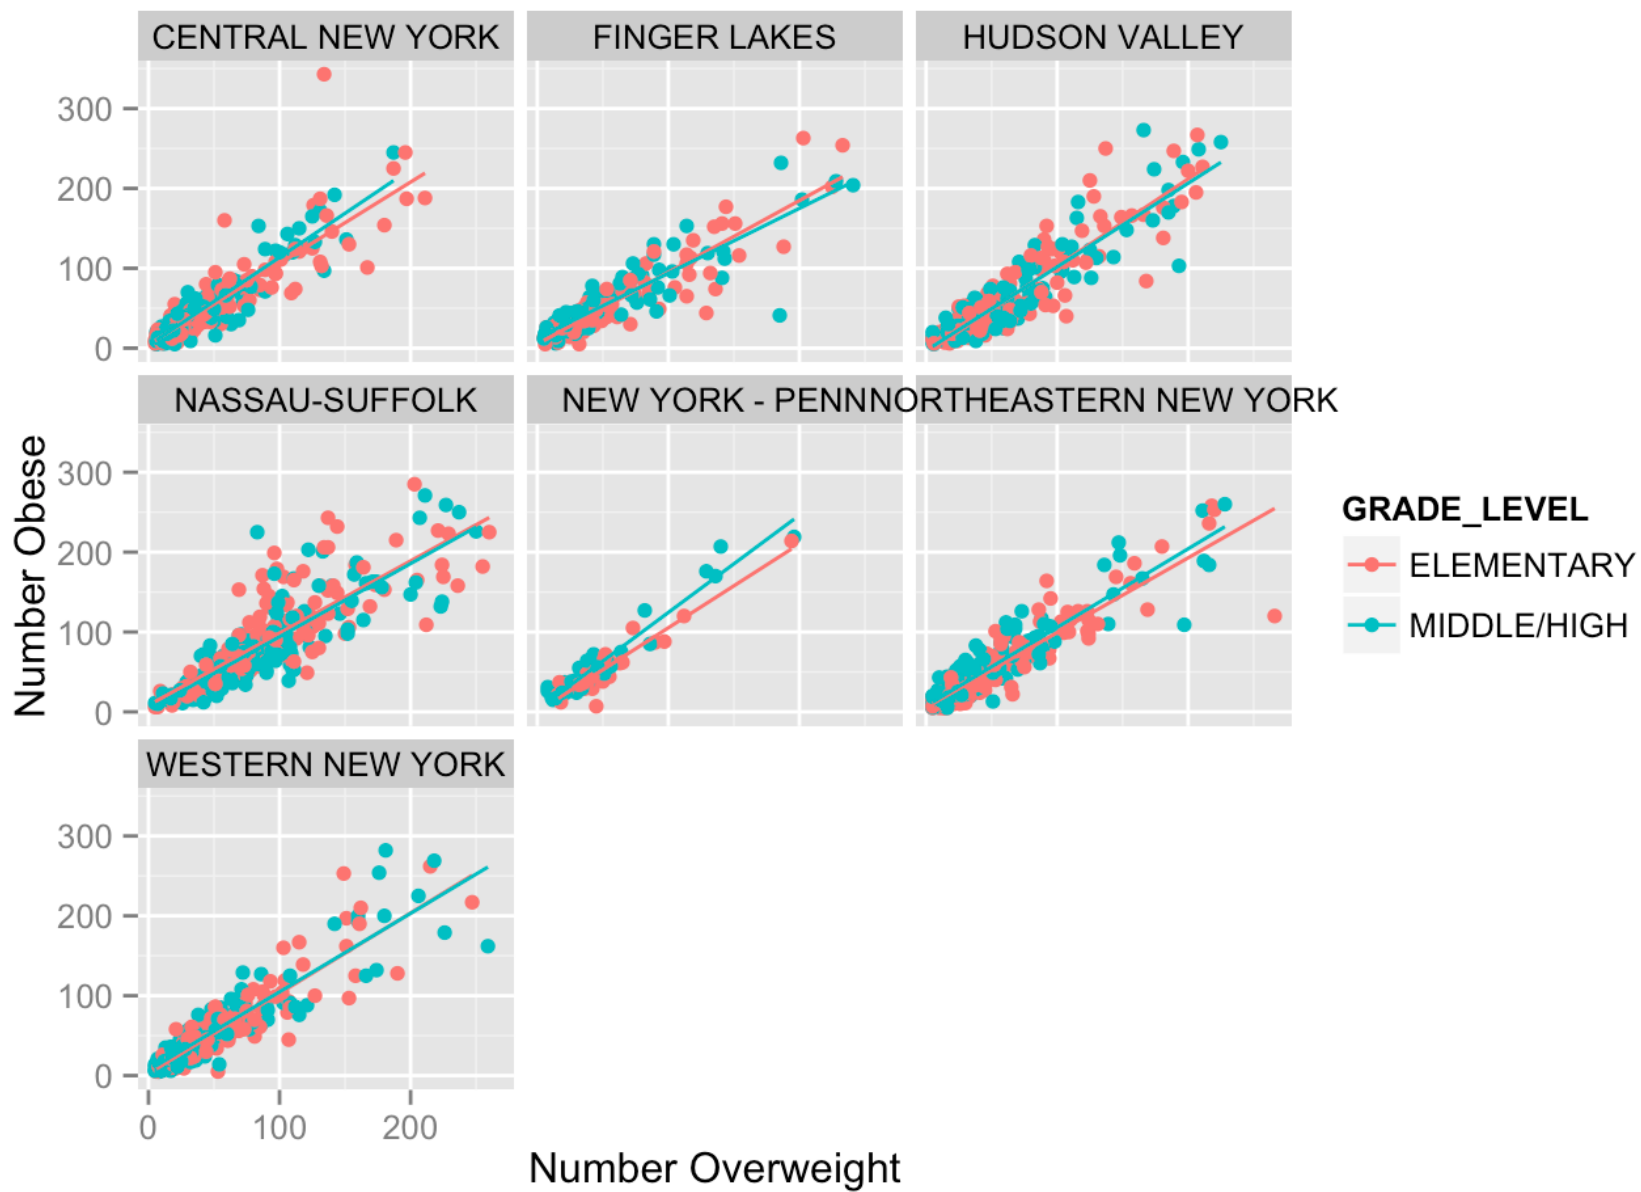 CENTRAL NEW YORK
FINGER LAKES
HUDSON VALLEY
300
200
100
0
NASSAU-SUFFOLK
NEW YORK - PENN
NORTHEASTERN NEW YORK
300
200
100
0
WESTERN NEW YORK
300
200
100
0
0 100 200
Number Overweight
Number Obese
GRADE_LEVEL
ELEMENTARY
MIDDLE/HIGH